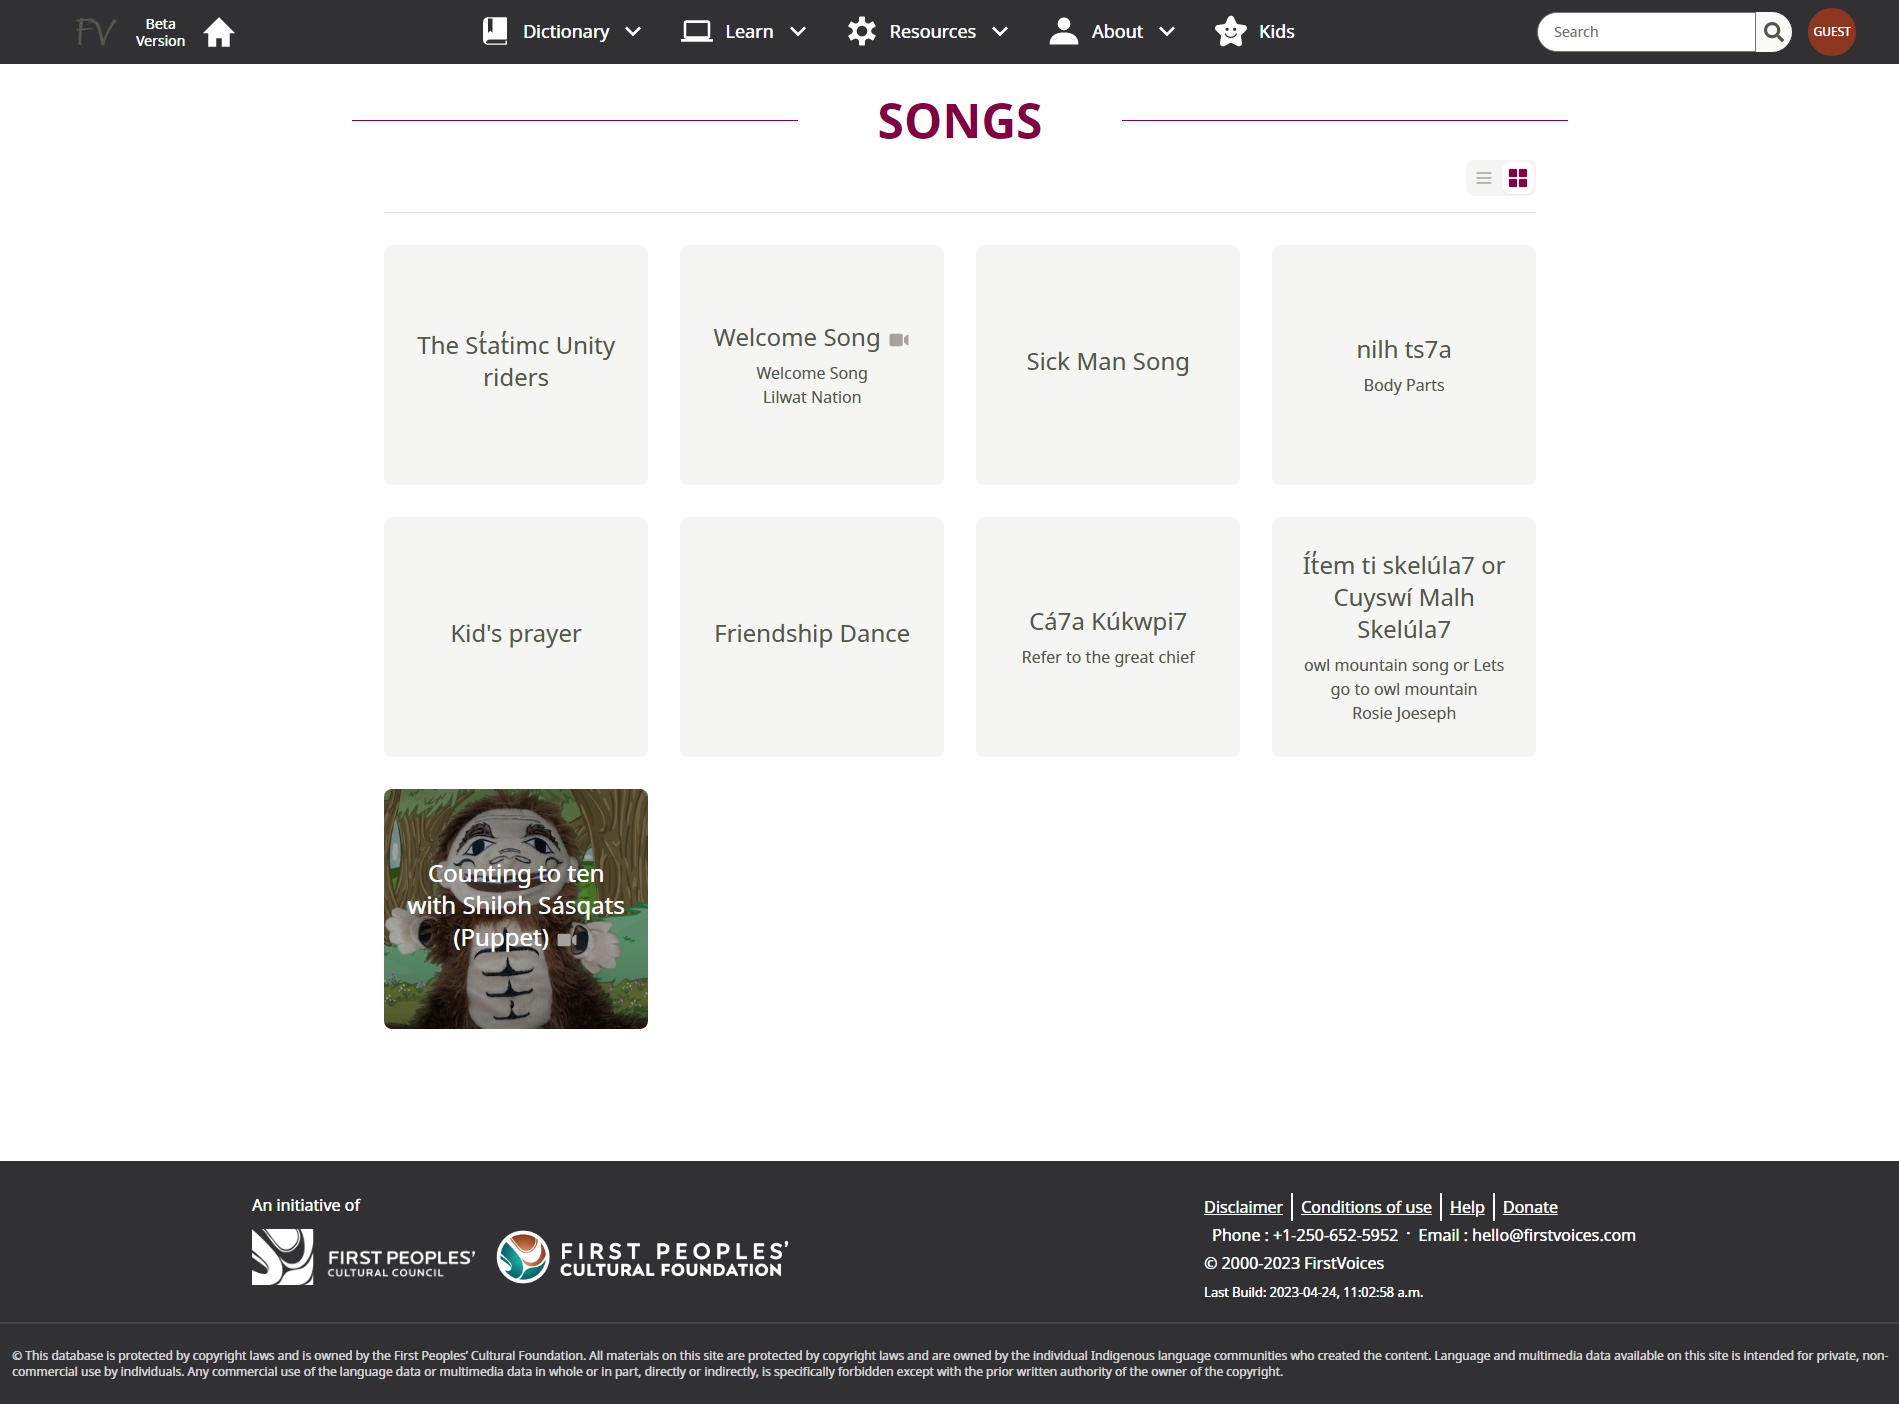 FV
Beta
Version
Dictionary
Learn
Resources
About
Kids
Search
GUEST
SONGS
The St̓at̓imc Unity
riders
Welcome Song
Welcome Song
Lilwat Nation
Sick Man Song
nilh ts7a
Body Parts
Kid's prayer
Friendship Dance
Cá7a Kúkwpi7
Refer to the great chief
Ít̓em ti skelúla7 or
Cuyswí Malh
Skelúla7
owl mountain song or Lets
go to owl mountain
Rosie Joeseph
Counting to ten
with Shiloh Sásqats
(Puppet)
An initiative of
FIRST PEOPLES’
CULTURAL COUNCIL
FIRST PEOPLES’
CULTURAL FOUNDATION
Disclaimer
Conditions of use
Help
Donate
Phone : +1-250-652-5952 · Email : hello@firstvoices.com
© 2000-2023 FirstVoices
Last Build: 2023-04-24, 11:02:58 a.m.
© This database is protected by copyright laws and is owned by the First Peoples’ Cultural Foundation. All materials on this site are protected by copyright laws and are owned by the individual Indigenous language communities who created the content. Language and multimedia data available on this site is intended for private, non-
commercial use by individuals. Any commercial use of the language data or multimedia data in whole or in part, directly or indirectly, is specifically forbidden except with the prior written authority of the owner of the copyright.